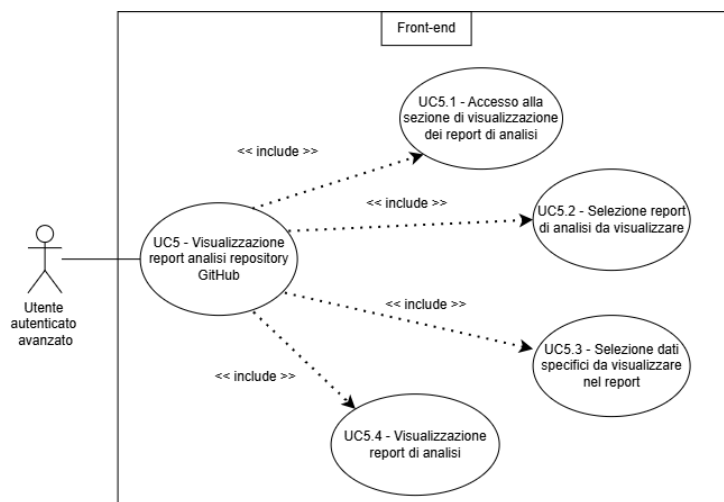 Front-end
UC5.1 - Accesso alla
sezione di visualizzazione
dei report di analisi
<< include >>
<< include >>
UC5.2 - Selezione report
di analisi da visualizzare
UC5 - Visualizzazione
report analisi repository
GitHub
Utente
autenticato
avanzato
<< include >>
UC5.3 - Selezione dati
specifici da visualizzare
nel report
<< include >>
UC5.4 - Visualizzazione
report di analisi